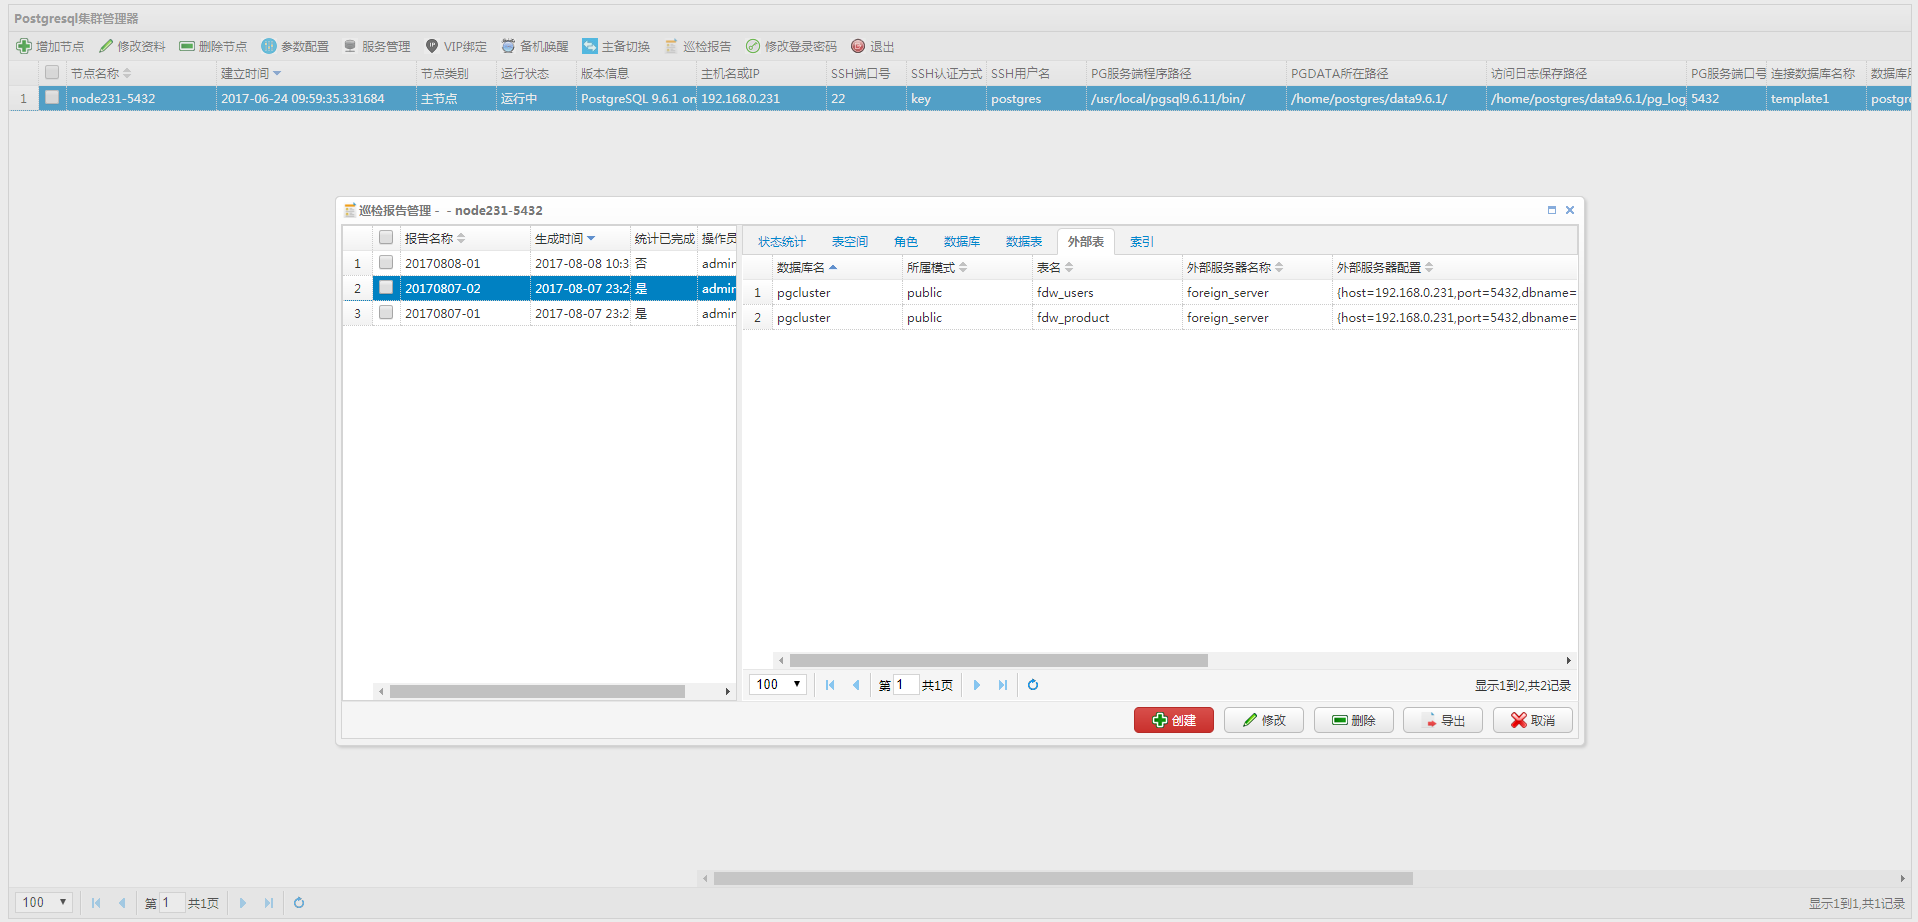 Postgresql集群管理器
增加节点 修改资料 删除节点 参数配置 服务管理 VIP绑定 备机唤醒 主备切换 巡检报告 修改登录密码 退出
节点名称 建立时间 节点类别 运行状态 版本信息 主机名或IP SSH端口号 SSH认证方式 SSH用户名 PG服务端程序路径 PGDATA所在路径 访问日志保存路径 PG服务端口号 连接数据库名称
1 node231-5432 2017-06-24 09:59:35.331684 主节点 运行中 PostgreSQL 9.6.1 on 192.168.0.231 22 key postgres /usr/local/pgsql9.6.11/bin/ /home/postgres/data9.6.1/ /home/postgres/data9.6.1/pg_log 5432 template1 postgr
巡检报告管理 - - node231-5432
报告名称 生成时间 统计已完成 操作员
1 20170808-01 2017-08-08 10:3 否 admin
2 20170807-02 2017-08-07 23:2 是 admin
3 20170807-01 2017-08-07 23:2 是 admin
状态统计 表空间 角色 数据库 数据表 外部表 索引
数据库名 所属模式 表名 外部服务器名称 外部服务器配置
1 pgcluster public fdw_users foreign_server {host=192.168.0.231,port=5432,dbname=
2 pgcluster public fdw_product foreign_server {host=192.168.0.231,port=5432,dbname=
100 第 1 共1页 显示1到2,共2记录
创建 修改 删除 导出 取消
100 第 1 共1页 显示1到1,共1记录